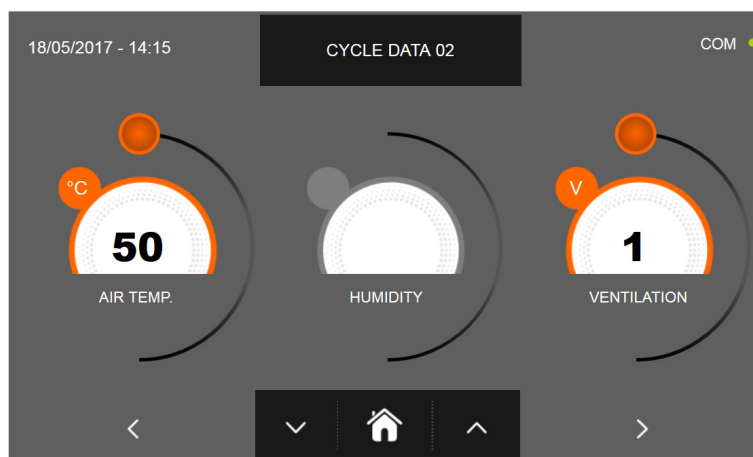 18/05/2017 - 14:15
CYCLE DATA 02
COM
°C
50
AIR TEMP.
HUMIDITY
V
1
VENTILATION